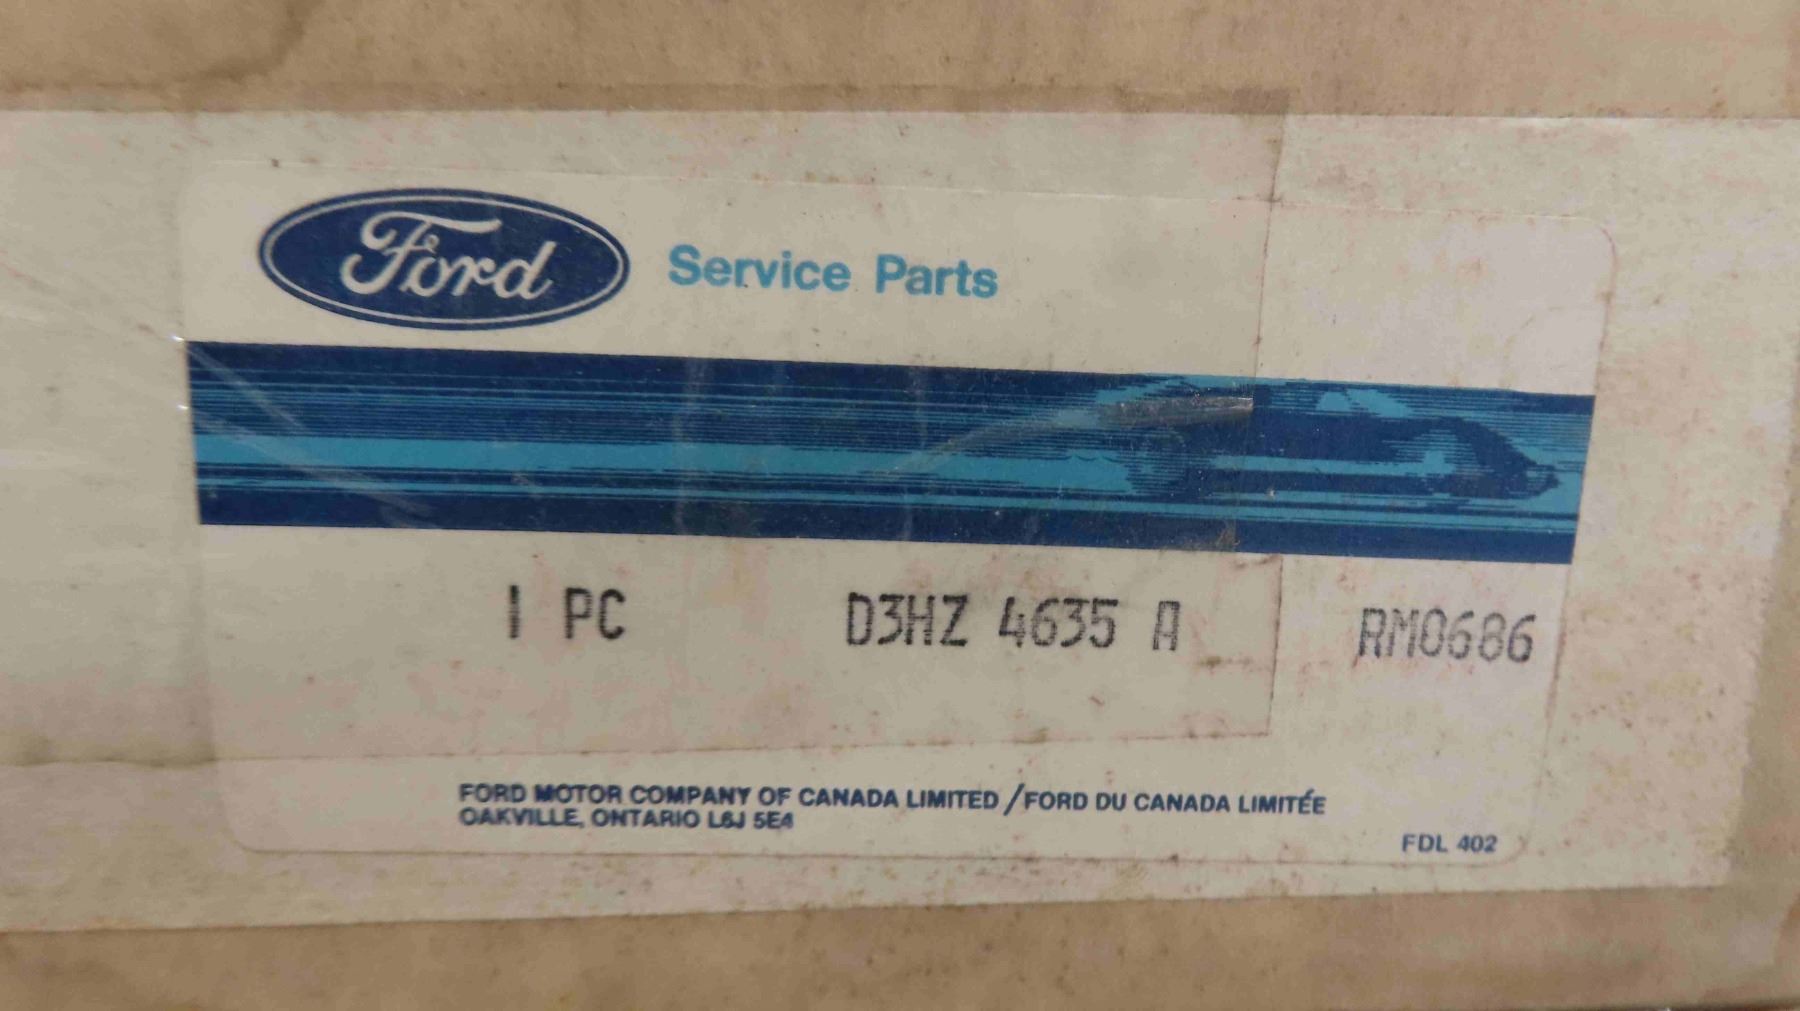 Ford Service Parts
1 PC D3HZ 4635 A RM0686
FORD MOTOR COMPANY OF CANADA LIMITED / FORD DU CANADA LIMITÉE
OAKVILLE, ONTARIO L6J 5E4
FDL 402